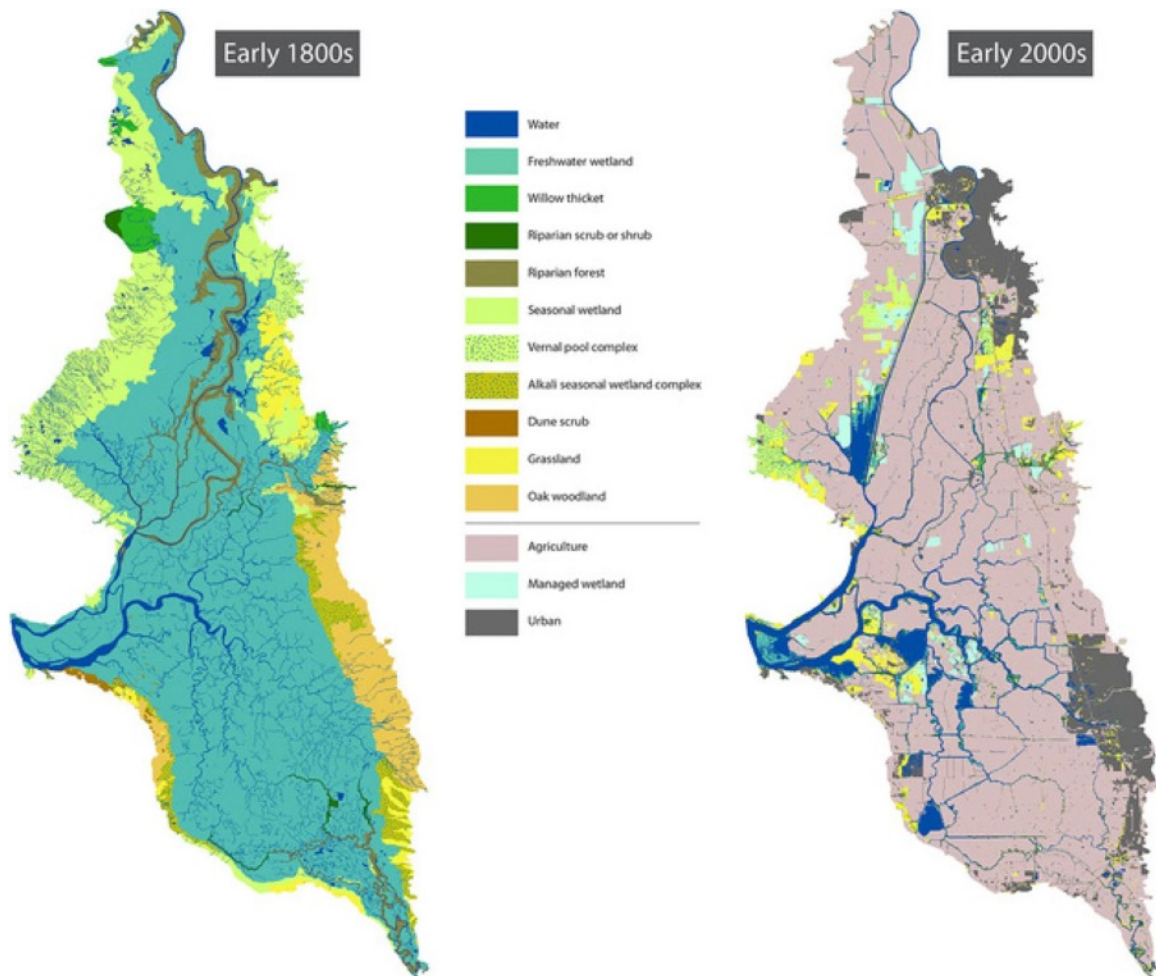 Early 1800s
Early 2000s
Water
Freshwater wetland
Willow thicket
Riparian scrub or shrub
Riparian forest
Seasonal wetland
Vernal pool complex
Alkali seasonal wetland complex
Dune scrub
Grassland
Oak woodland
Agriculture
Managed wetland
Urban